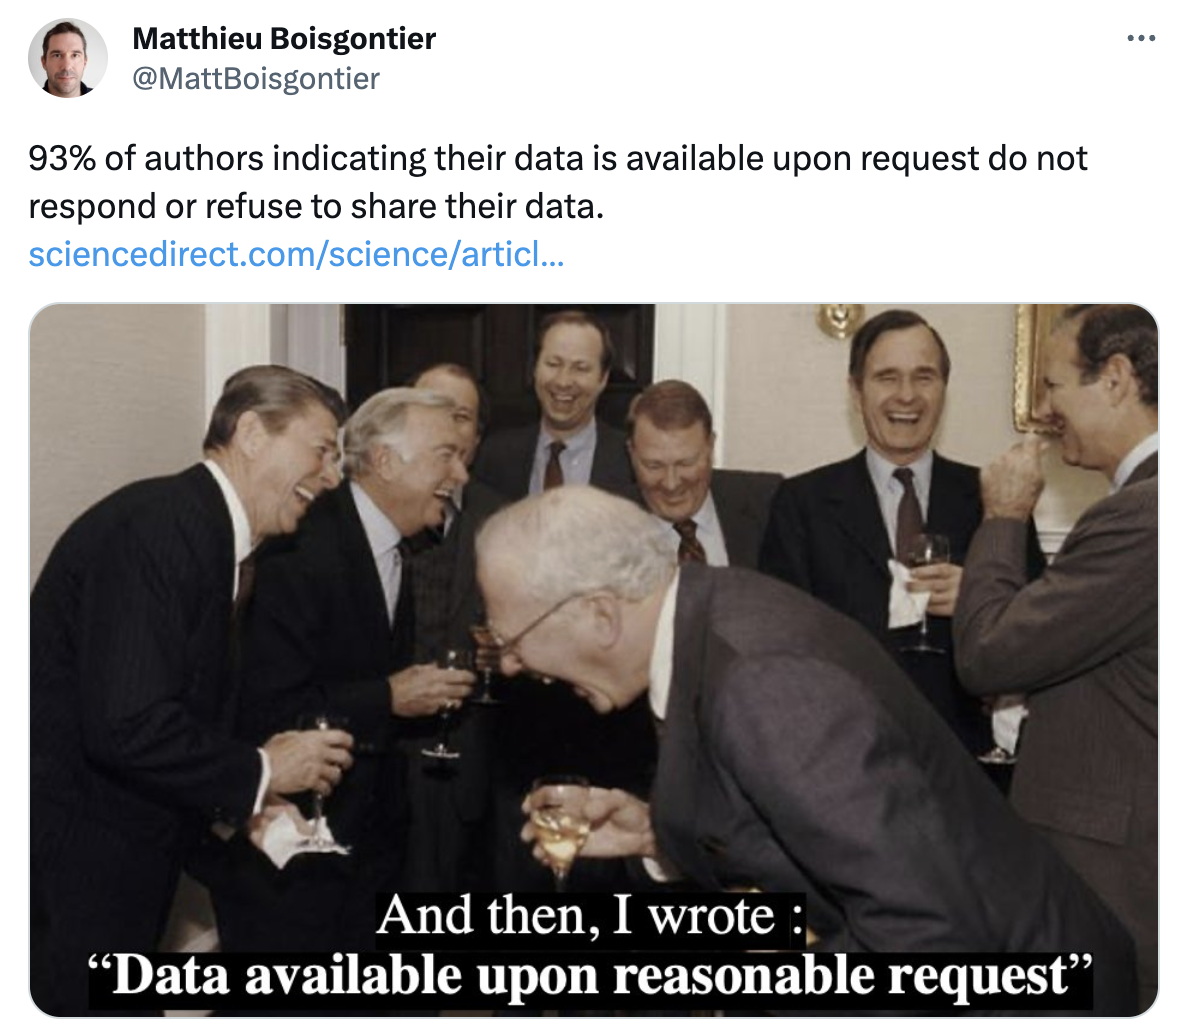 Matthieu Boisgontier
@MattBoisgontier
93% of authors indicating their data is available upon request do not
respond or refuse to share their data.
sciencedirect.com/science/articl...
And then, I wrote :
“Data available upon reasonable request”